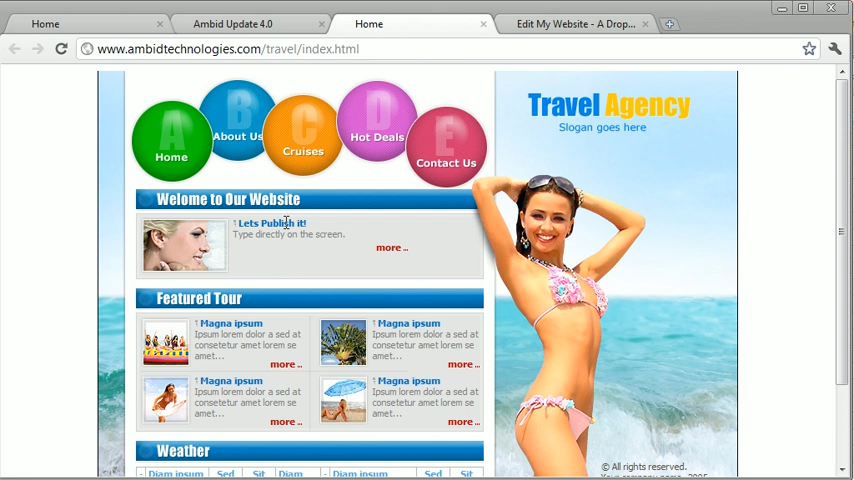 Home
Ambid Update 4.0
Home
Edit My Website - A Drop...
www.ambidtechnologies.com/travel/index.html
A
Home
B
About Us
C
Cruises
D
Hot Deals
E
Contact Us
Travel Agency
Slogan goes here
Welome to Our Website
Lets Publish it!
Type directly on the screen.
more ..
Featured Tour
Magna ipsum
Ipsum lorem dolor a sed at
consetetur amet lorem se
amet...
more ..
Magna ipsum
Ipsum lorem dolor a sed at
consetetur amet lorem se
amet...
more ..
Magna ipsum
Ipsum lorem dolor a sed at
consetetur amet lorem se
amet...
more ..
Magna ipsum
Ipsum lorem dolor a sed at
consetetur amet lorem se
amet...
more ..
Weather
- Diam ipsum Sed Sit Diam - Diam ipsum Sed Sit
© All rights reserved.